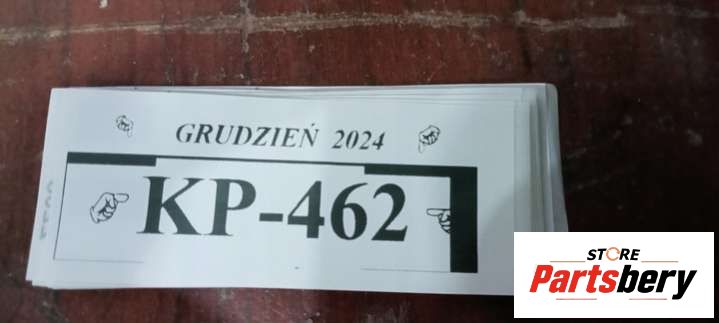 GRUDZIEŃ 2024
KP-462
STORE
Partsbery